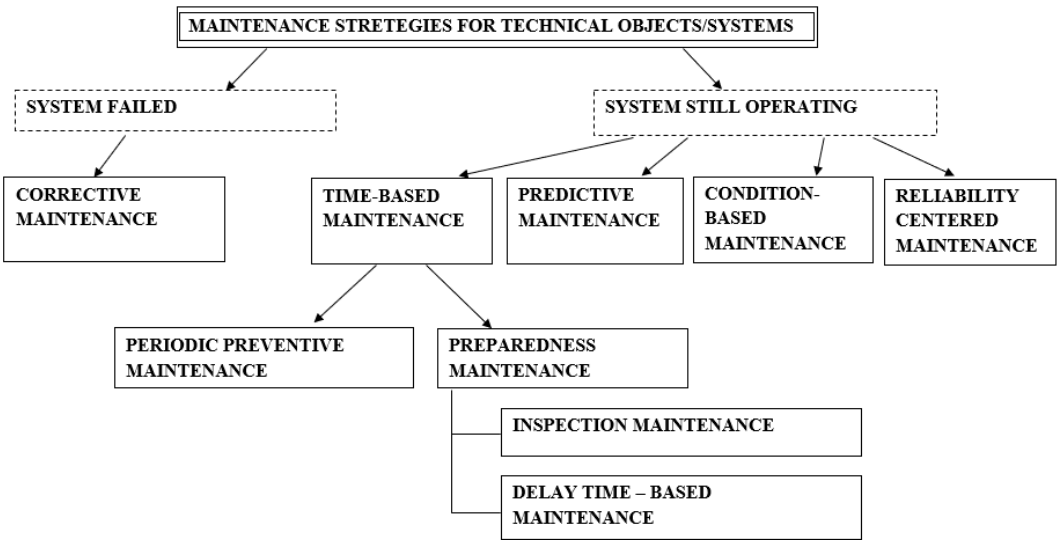 MAINTENANCE STRETEGIES FOR TECHNICAL OBJECTS/SYSTEMS
SYSTEM FAILED
SYSTEM STILL OPERATING
CORRECTIVE
MAINTENANCE
TIME-BASED
MAINTENANCE
PREDICTIVE
MAINTENANCE
CONDITION-
BASED
MAINTENANCE
RELIABILITY
CENTERED
MAINTENANCE
PERIODIC PREVENTIVE
MAINTENANCE
PREPAREDNESS
MAINTENANCE
INSPECTION MAINTENANCE
DELAY TIME – BASED
MAINTENANCE